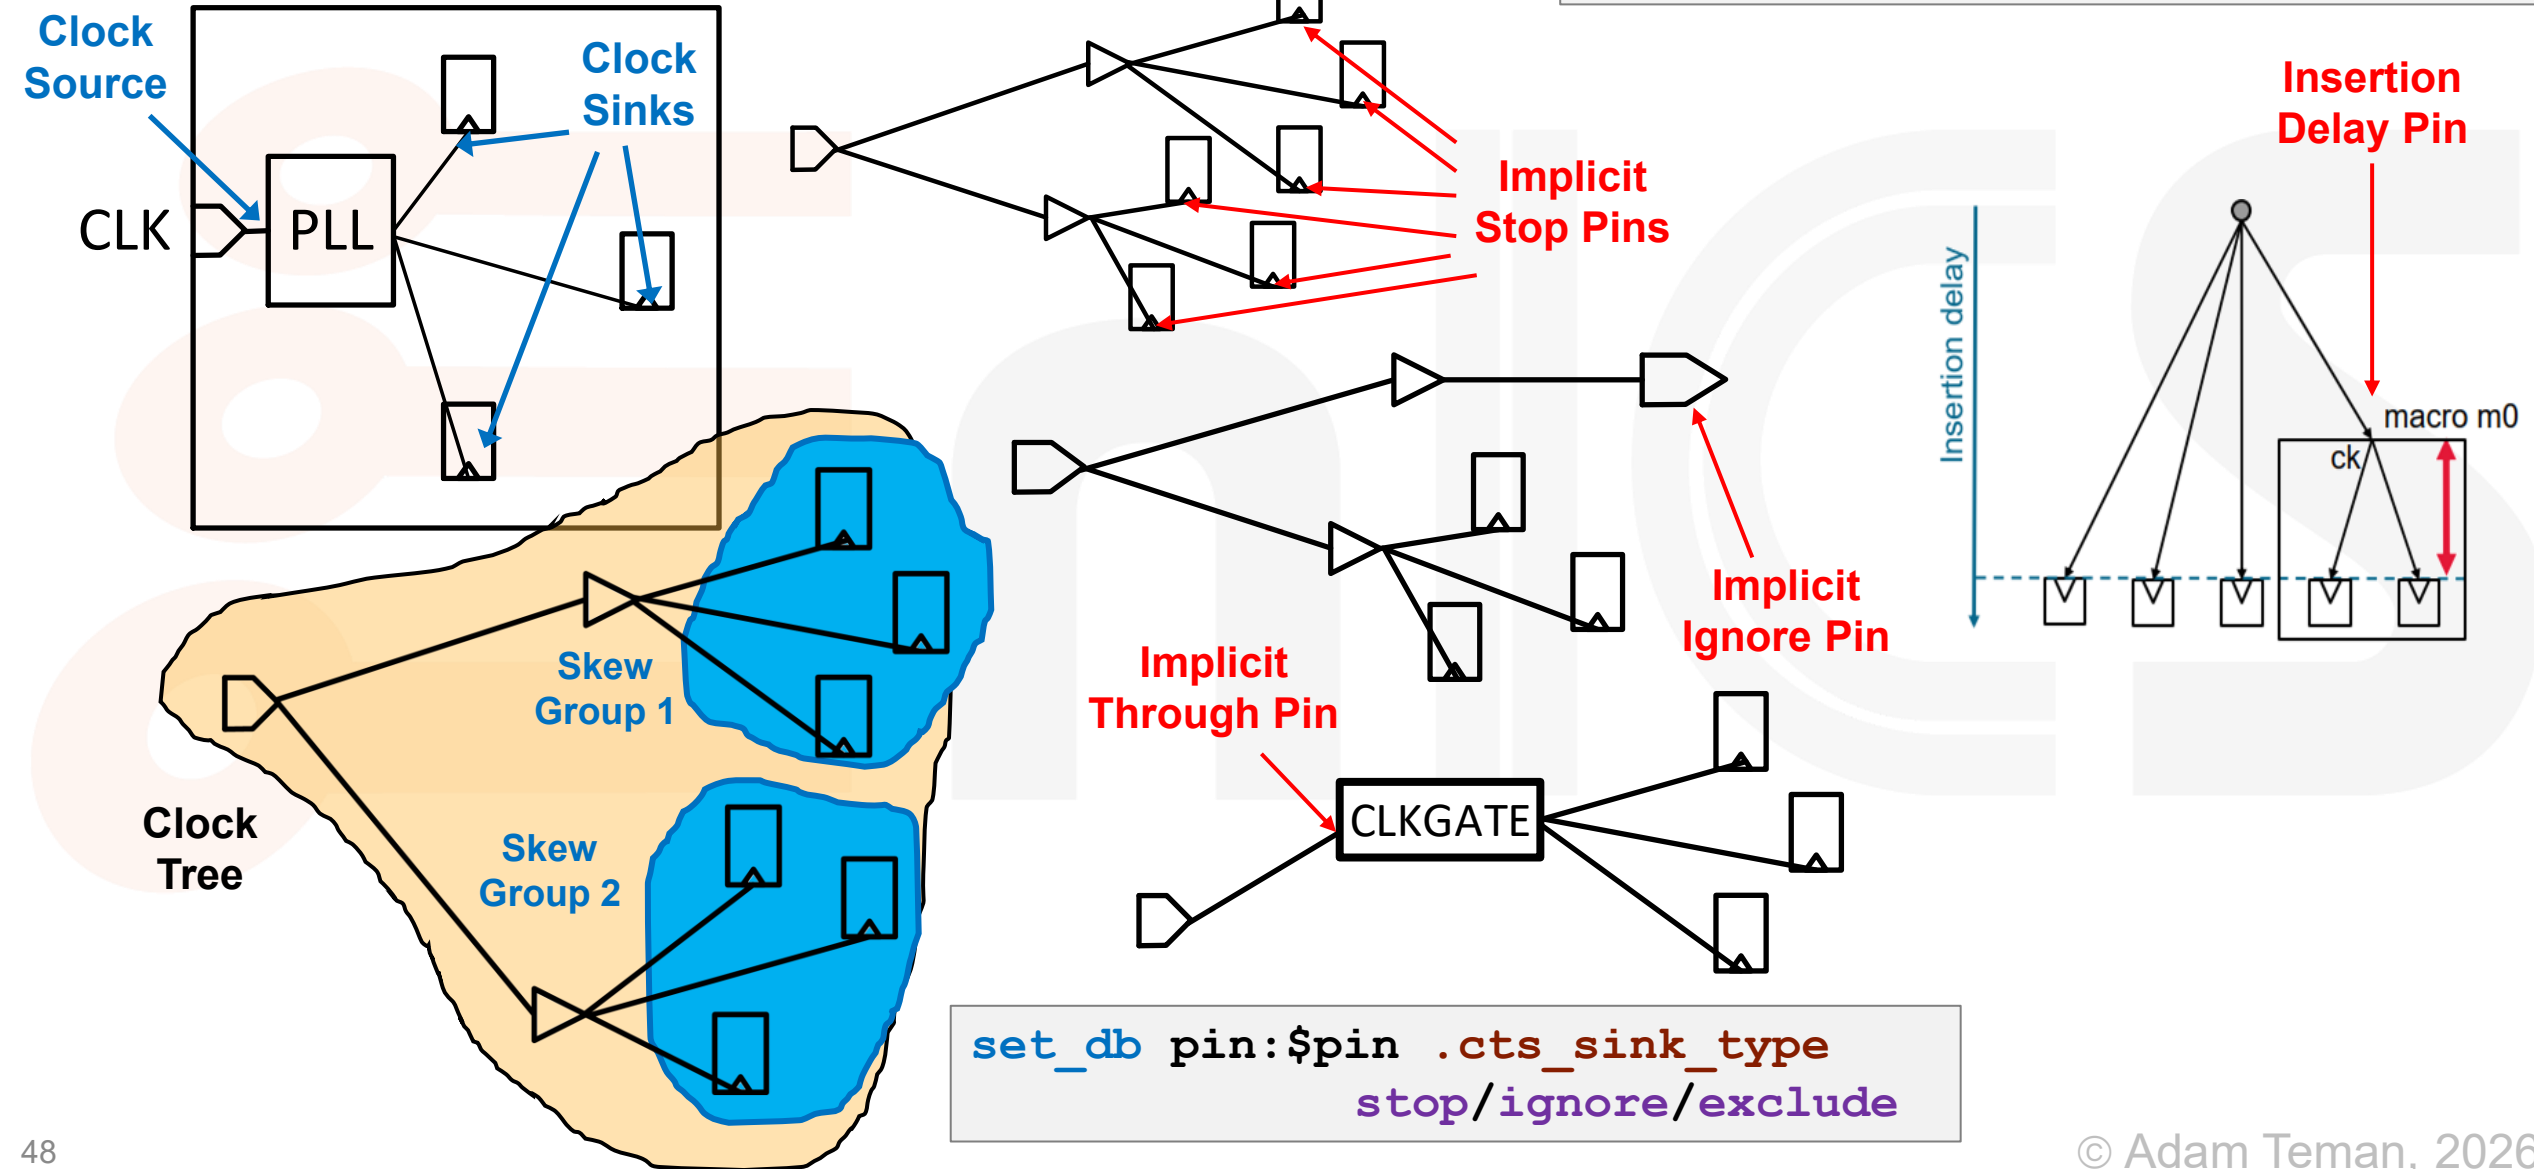 Clock
Source
Clock
Sinks
CLK
PLL
Implicit
Stop Pins
Insertion
Delay Pin
Insertion delay
macro m0
ck
Implicit
Ignore Pin
Skew
Group 1
Implicit
Through Pin
CLKGATE
Clock
Tree
Skew
Group 2
set_db pin:$pin .cts_sink_type
stop/ignore/exclude
48
© Adam Teman, 2026